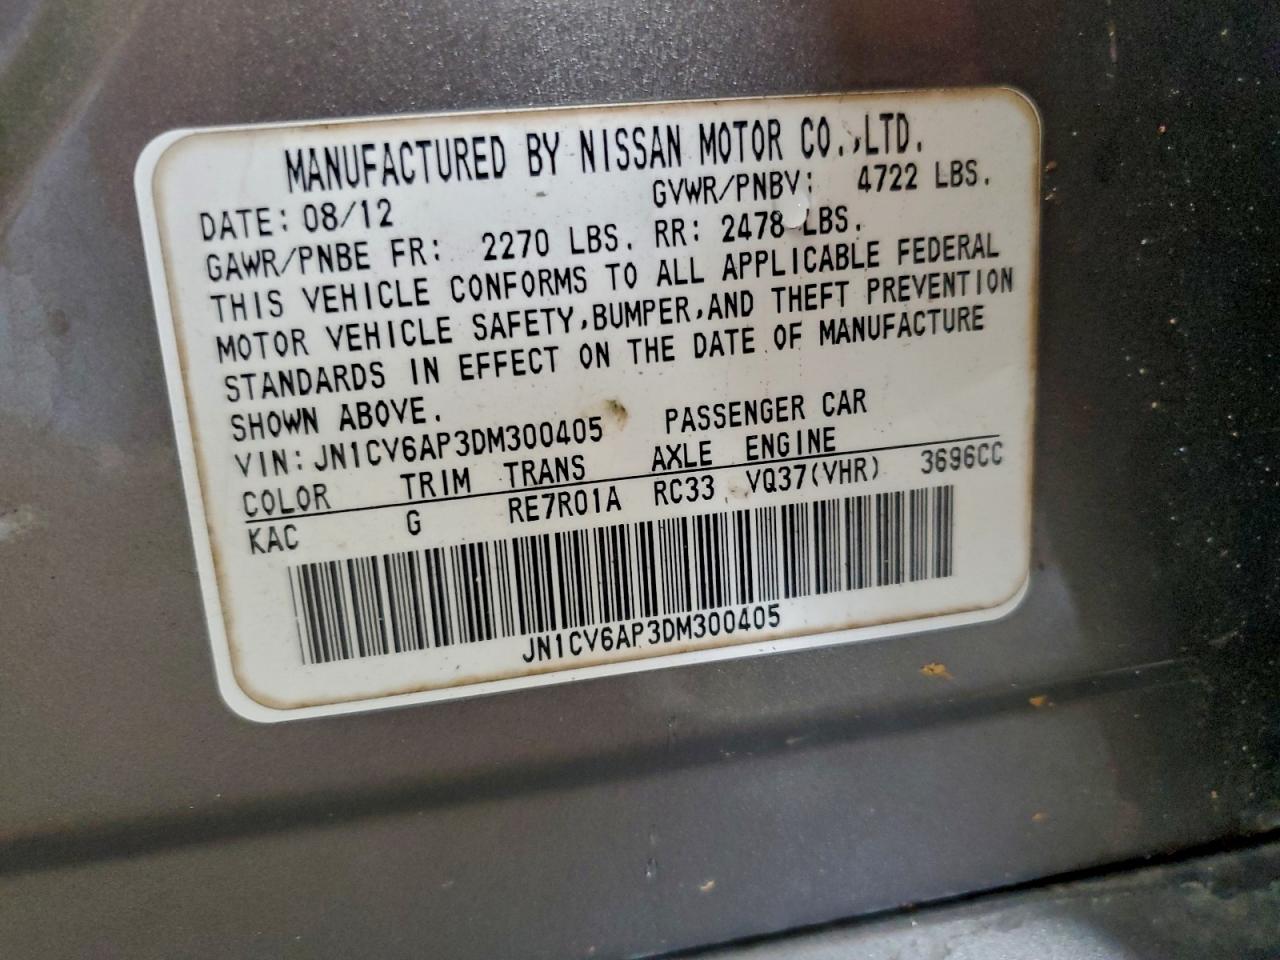 MANUFACTURED BY NISSAN MOTOR CO.,LTD.
DATE: 08/12 GVWR/PNBV: 4722 LBS.
GAWR/PNBE FR: 2270 LBS. RR: 2478 LBS.
THIS VEHICLE CONFORMS TO ALL APPLICABLE FEDERAL
MOTOR VEHICLE SAFETY,BUMPER,AND THEFT PREVENTION
STANDARDS IN EFFECT ON THE DATE OF MANUFACTURE
SHOWN ABOVE.
VIN: JN1CV6AP3DM300405 PASSENGER CAR
COLOR TRIM TRANS AXLE ENGINE
KAC G RE7R01A RC33 VQ37(VHR) 3696CC
JN1CV6AP3DM300405